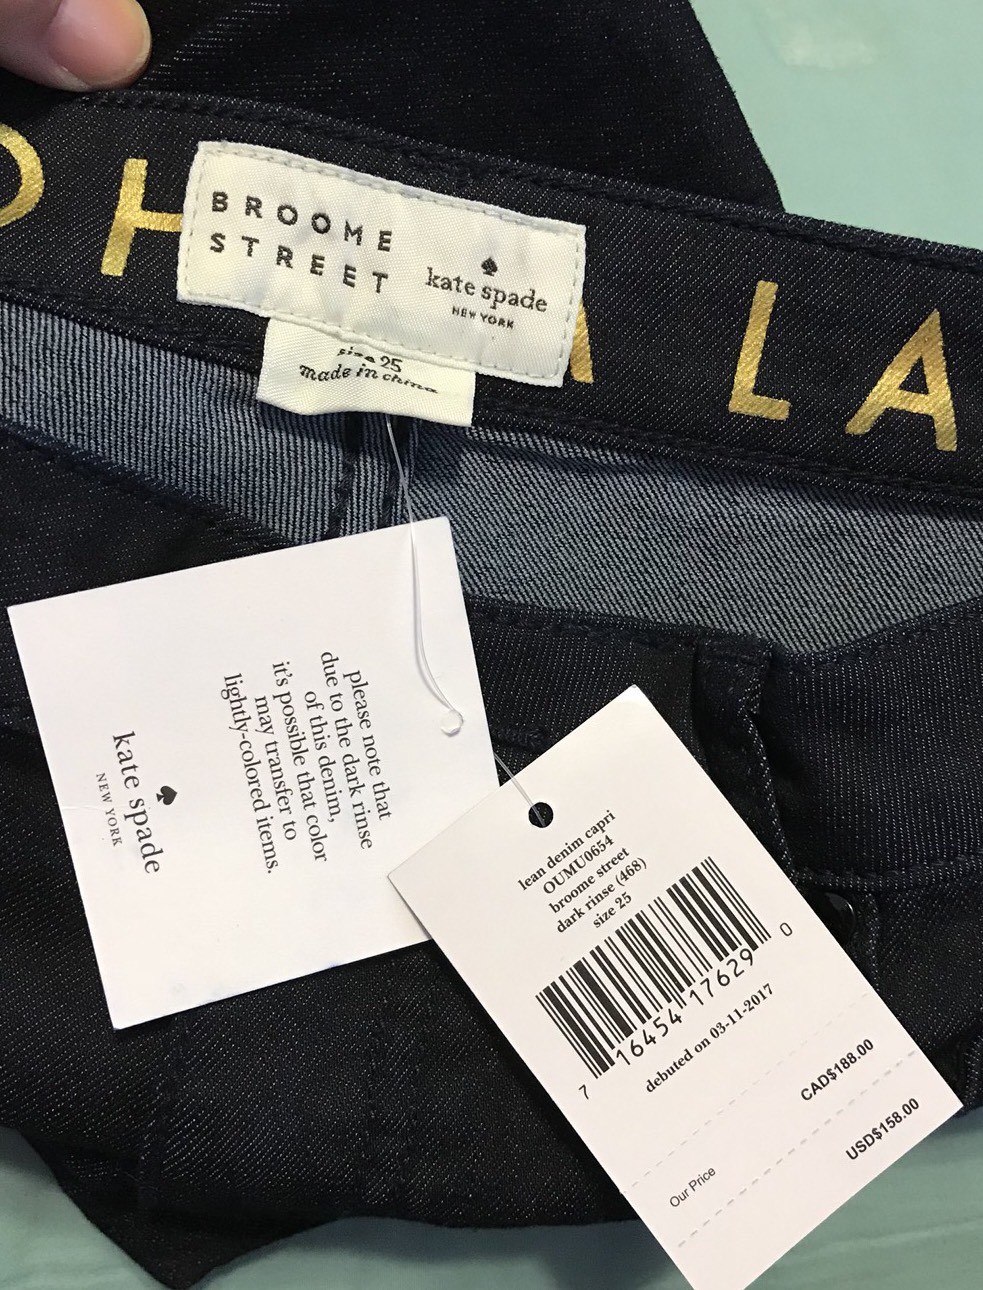 OH LA LA
BROOME
STREET
kate spade
NEW YORK
size 25
made in china
please note that
due to the dark rinse
of this denim,
it's possible that color
may transfer to
lightly-colored items.
kate spade
NEW YORK
lean denim capri
OUMU0654
broome street
dark rinse (468)
size 25
7 16454 17629 0
debuted on 03-11-2017
CAD$188.00
Our Price USD$158.00